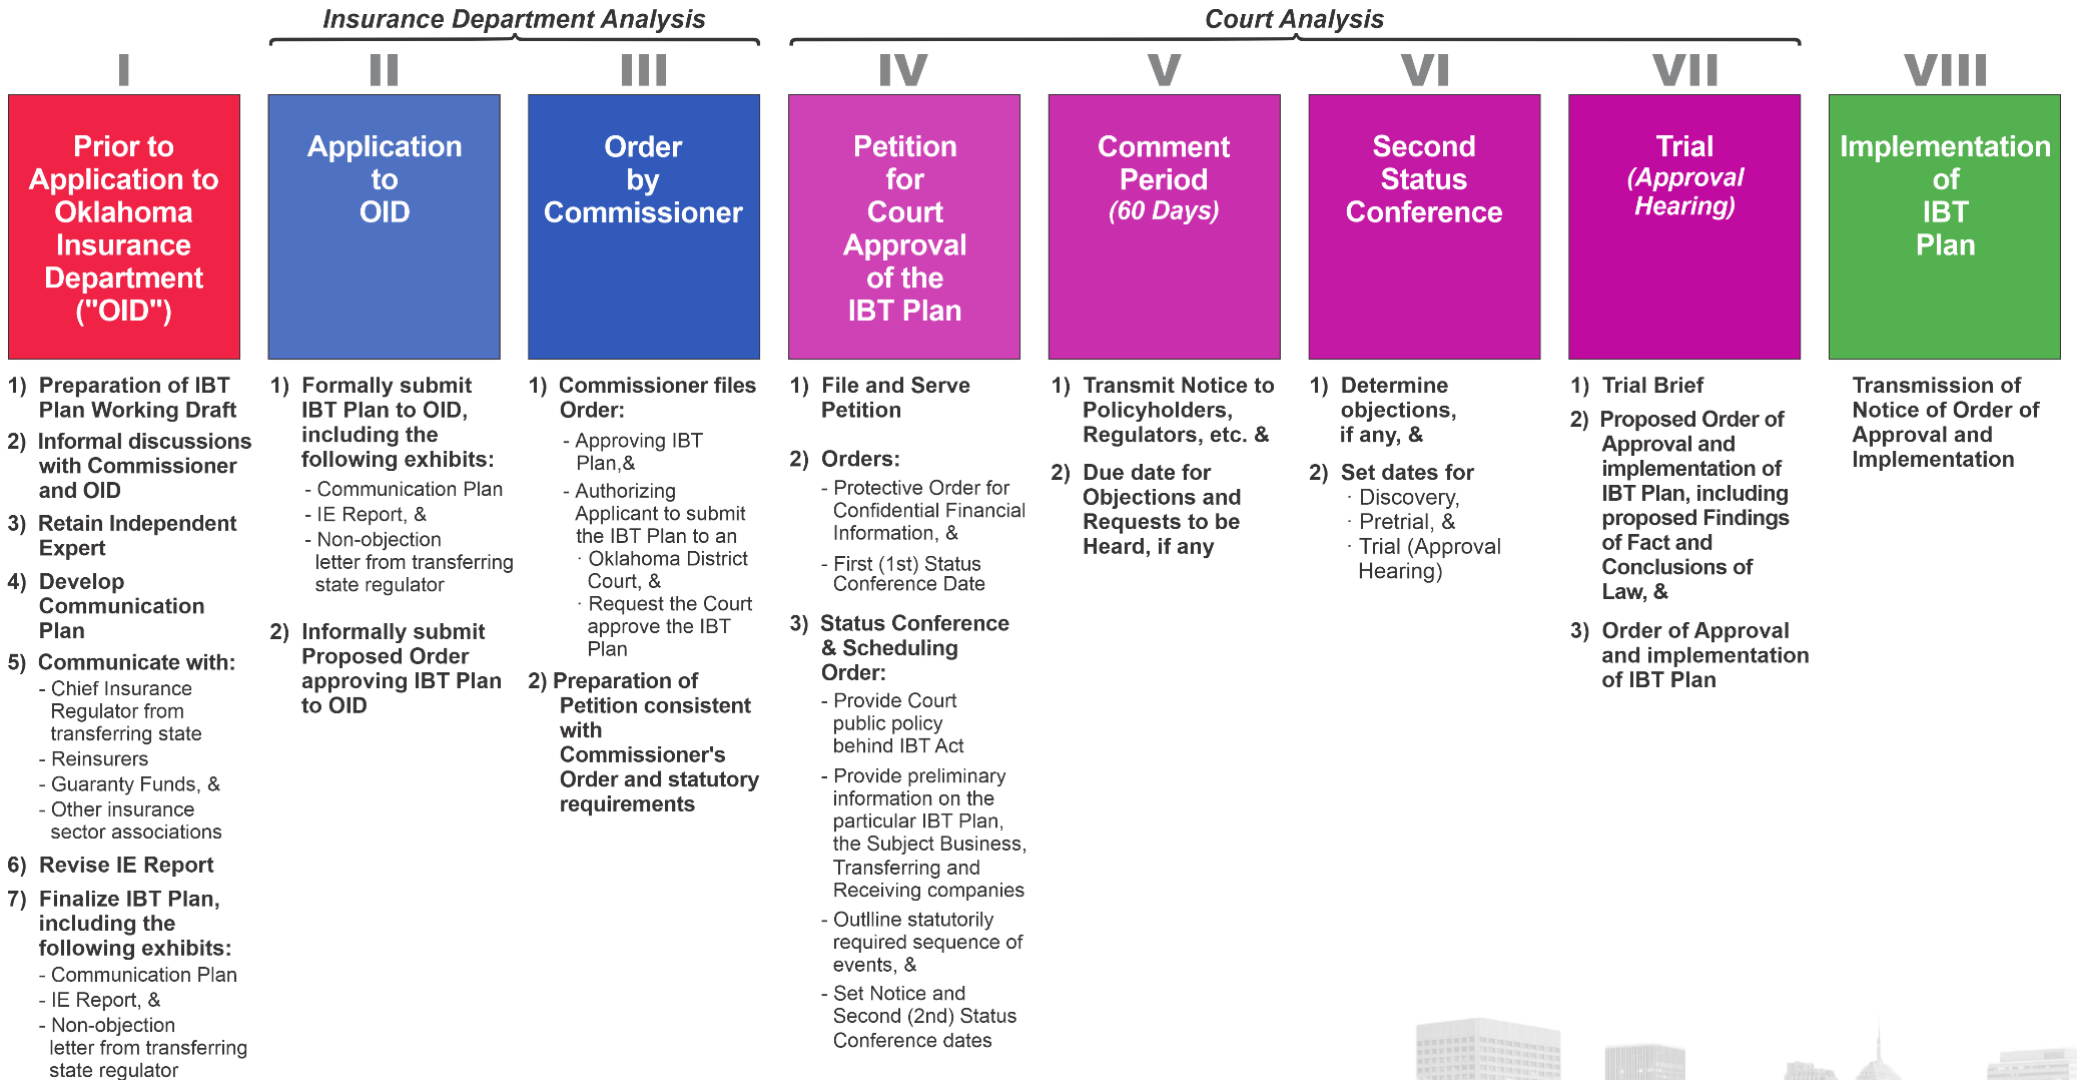 Insurance Department Analysis
Court Analysis
I
Prior to
Application to
Oklahoma
Insurance
Department
("OID")
1) Preparation of IBT
Plan Working Draft
2) Informal discussions
with Commissioner
and OID
3) Retain Independent
Expert
4) Develop
Communication
Plan
5) Communicate with:
- Chief Insurance
Regulator from
transferring state
- Reinsurers
- Guaranty Funds, &
- Other insurance
sector associations
6) Revise IE Report
7) Finalize IBT Plan,
including the
following exhibits:
- Communication Plan
- IE Report, &
- Non-objection
letter from transferring
state regulator
II
Application
to
OID
1) Formally submit
IBT Plan to OID,
including the
following exhibits:
- Communication Plan
- IE Report, &
- Non-objection
letter from transferring
state regulator
2) Informally submit
Proposed Order
approving IBT Plan
to OID
III
Order
by
Commissioner
1) Commissioner files
Order:
- Approving IBT
Plan,&
- Authorizing
Applicant to submit
the IBT Plan to an
· Oklahoma District
Court, &
· Request the Court
approve the IBT
Plan
2) Preparation of
Petition consistent
with
Commissioner's
Order and statutory
requirements
IV
Petition
for
Court
Approval
of the
IBT Plan
1) File and Serve
Petition
2) Orders:
- Protective Order for
Confidential Financial
Information, &
- First (1st) Status
Conference Date
3) Status Conference
& Scheduling
Order:
- Provide Court
public policy
behind IBT Act
- Provide preliminary
information on the
particular IBT Plan,
the Subject Business,
Transferring and
Receiving companies
- Outlline statutorily
required sequence of
events, &
- Set Notice and
Second (2nd) Status
Conference dates
V
Comment
Period
(60 Days)
1) Transmit Notice to
Policyholders,
Regulators, etc. &
2) Due date for
Objections and
Requests to be
Heard, if any
VI
Second
Status
Conference
1) Determine
objections,
if any, &
2) Set dates for
· Discovery,
· Pretrial, &
· Trial (Approval
Hearing)
VII
Trial
(Approval
Hearing)
1) Trial Brief
2) Proposed Order of
Approval and
implementation of
IBT Plan, including
proposed Findings
of Fact and
Conclusions of
Law, &
3) Order of Approval
and implementation
of IBT Plan
VIII
Implementation
of
IBT
Plan
Transmission of
Notice of Order of
Approval and
Implementation